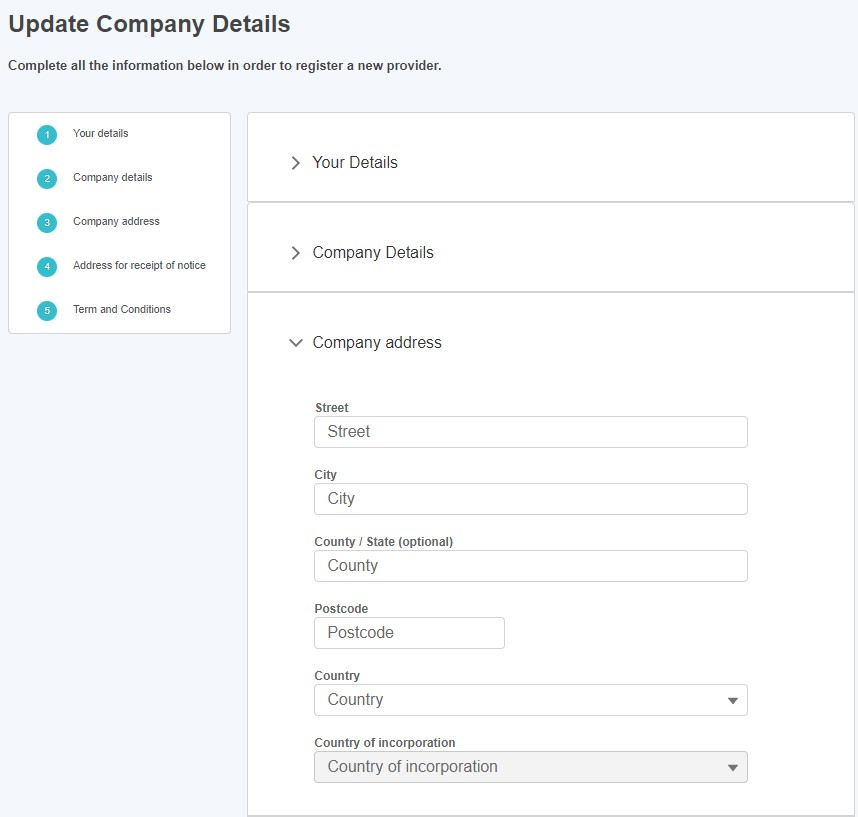 Update Company Details
Complete all the information below in order to register a new provider.
1 Your details
2 Company details
3 Company address
4 Address for receipt of notice
5 Term and Conditions
Your Details
Company Details
Company address
Street
Street
City
City
County / State (optional)
County
Postcode
Postcode
Country
Country
Country of incorporation
Country of incorporation